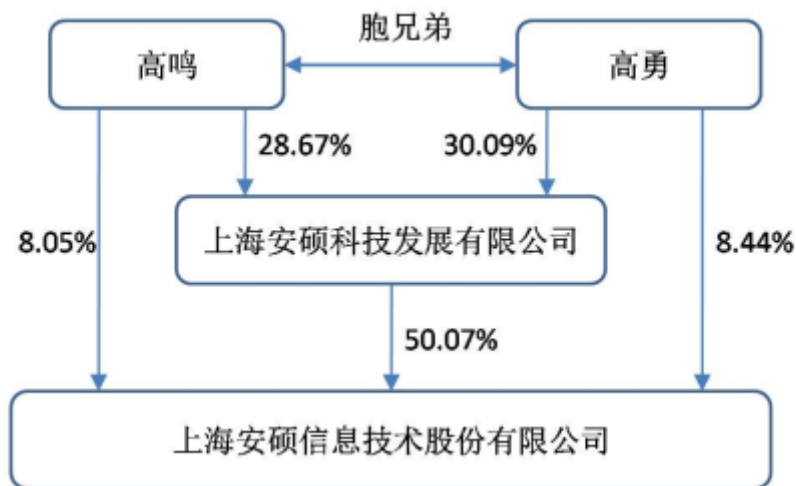 胞兄弟
高鸣
高勇
28.67%
30.09%
8.05%
上海安硕科技发展有限公司
8.44%
50.07%
上海安硕信息技术股份有限公司